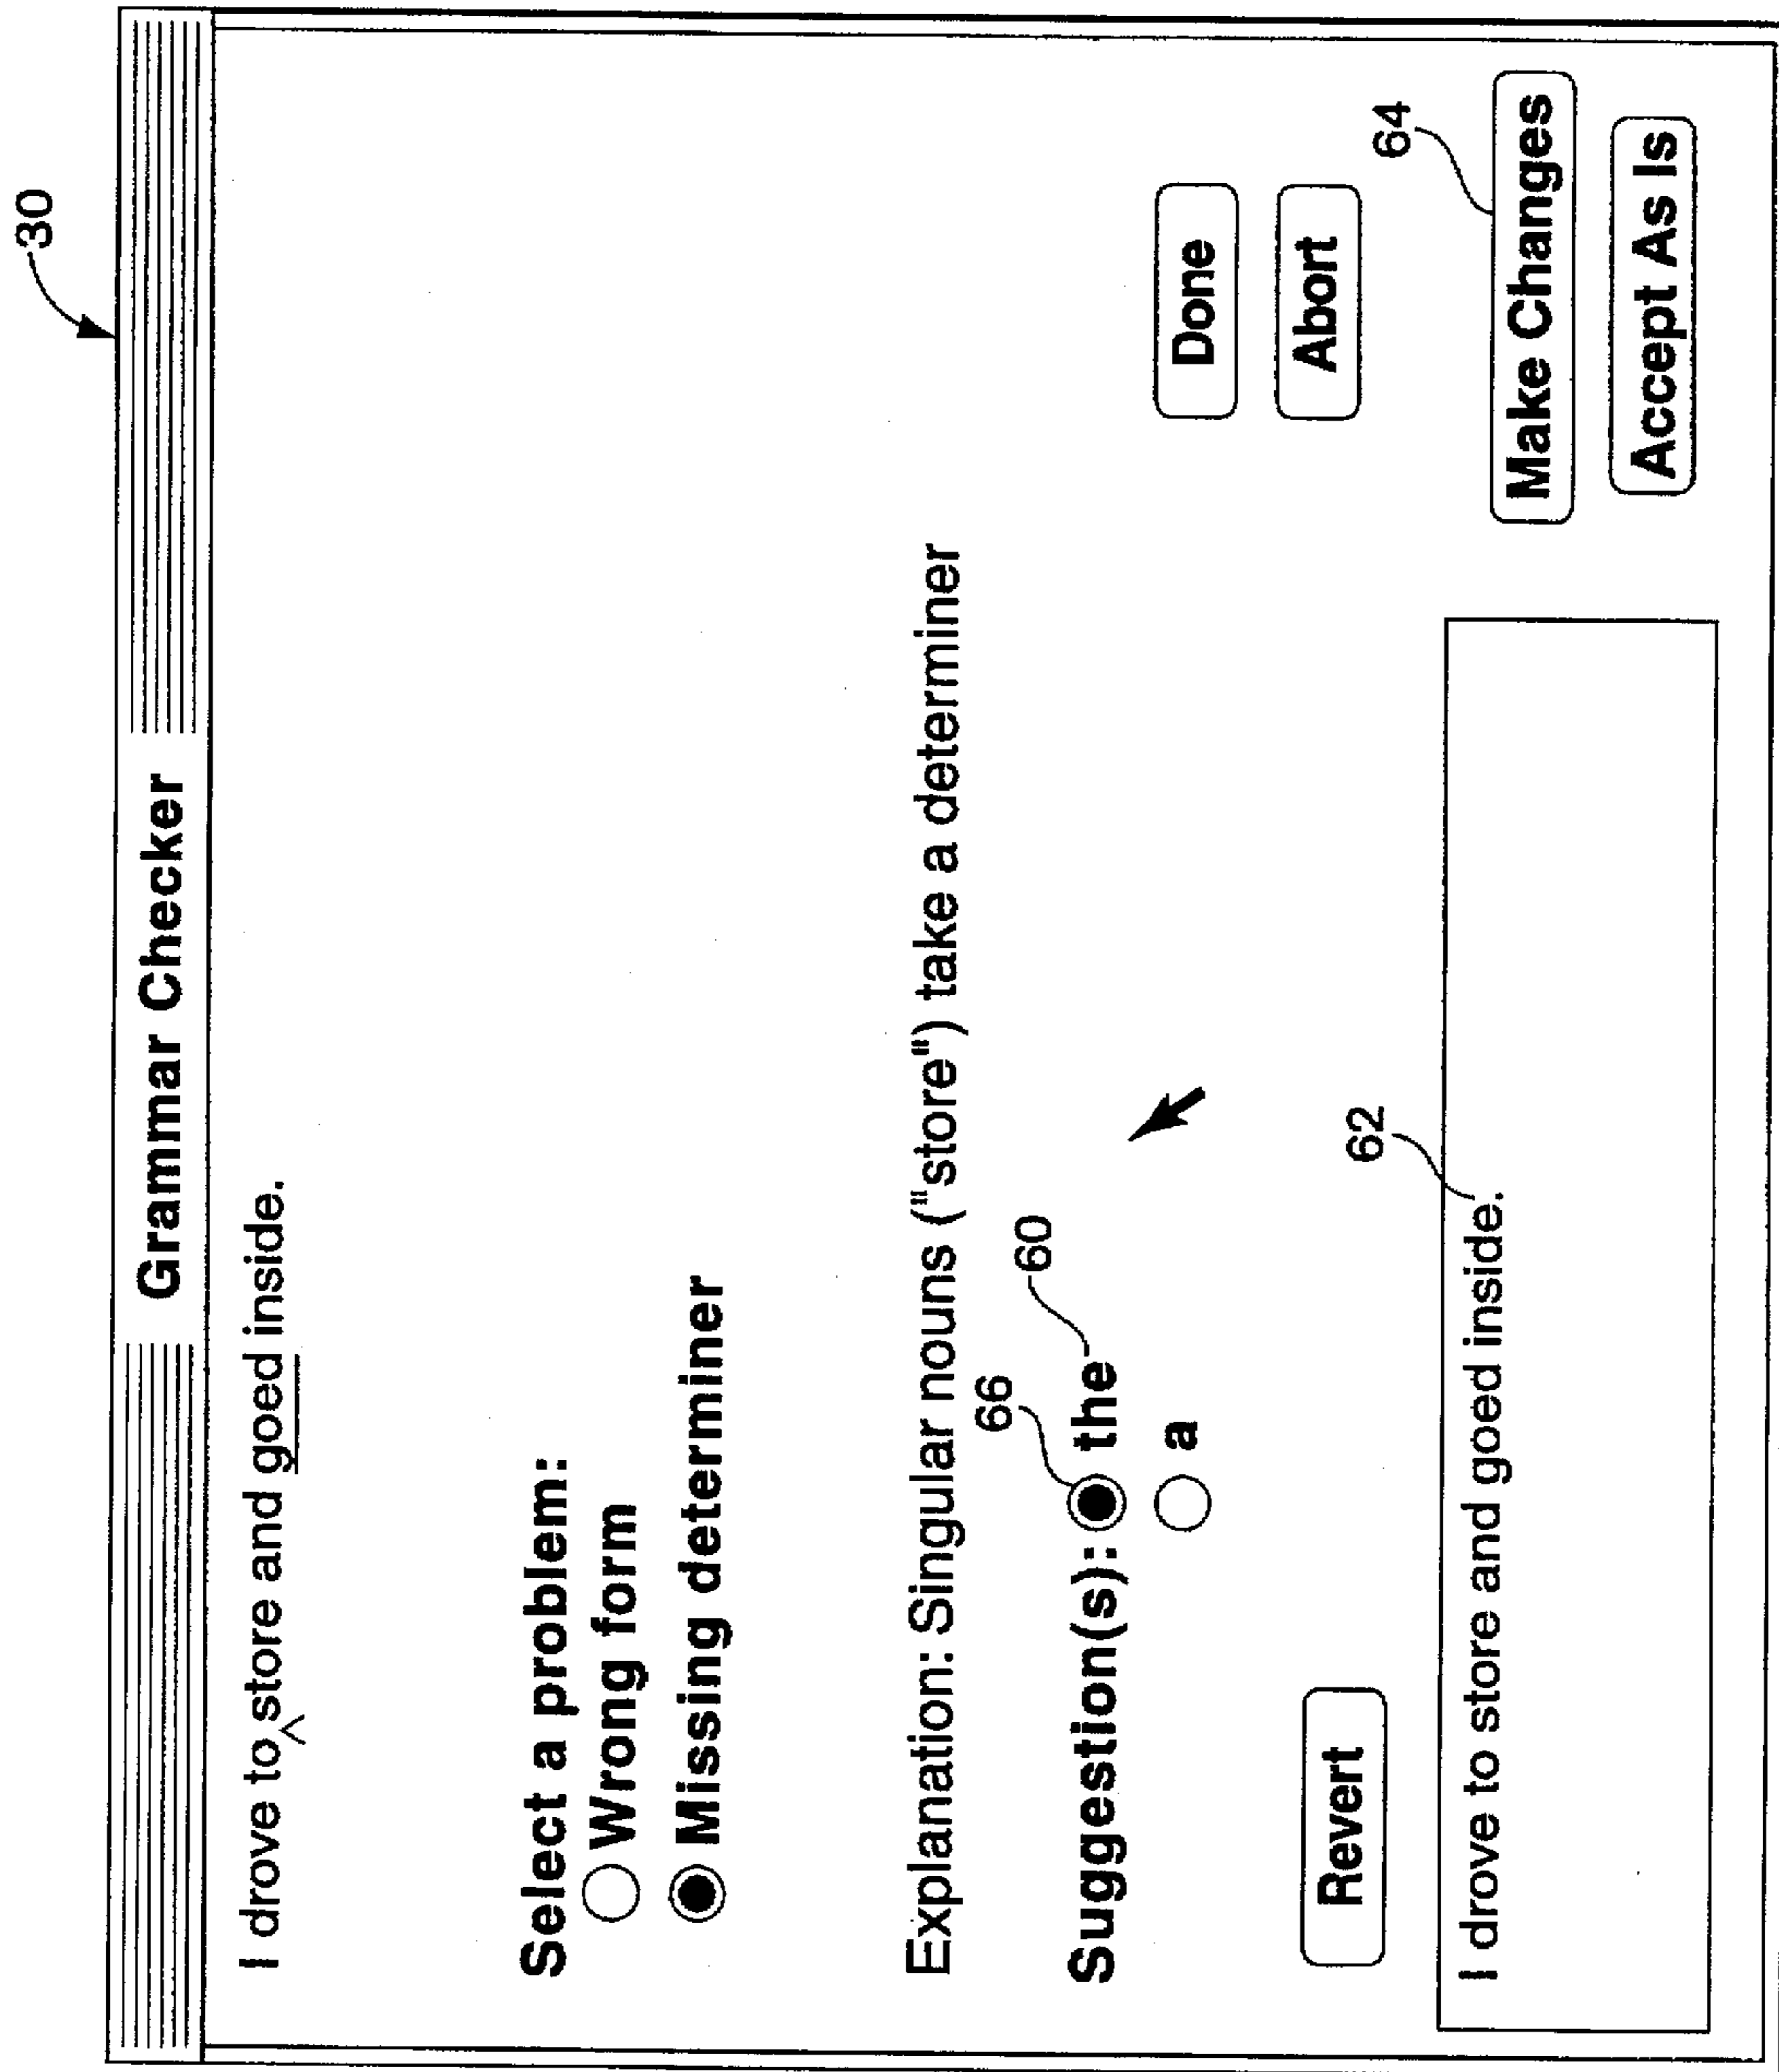 30
Grammar Checker
I drove to store and goed inside.
Select a problem:
Wrong form
Missing determiner
Explanation: Singular nouns ("store") take a determiner
66
60
Suggestion(s): the
a
Done
Abort
Revert
62
64
I drove to store and goed inside.
Make Changes
Accept As Is